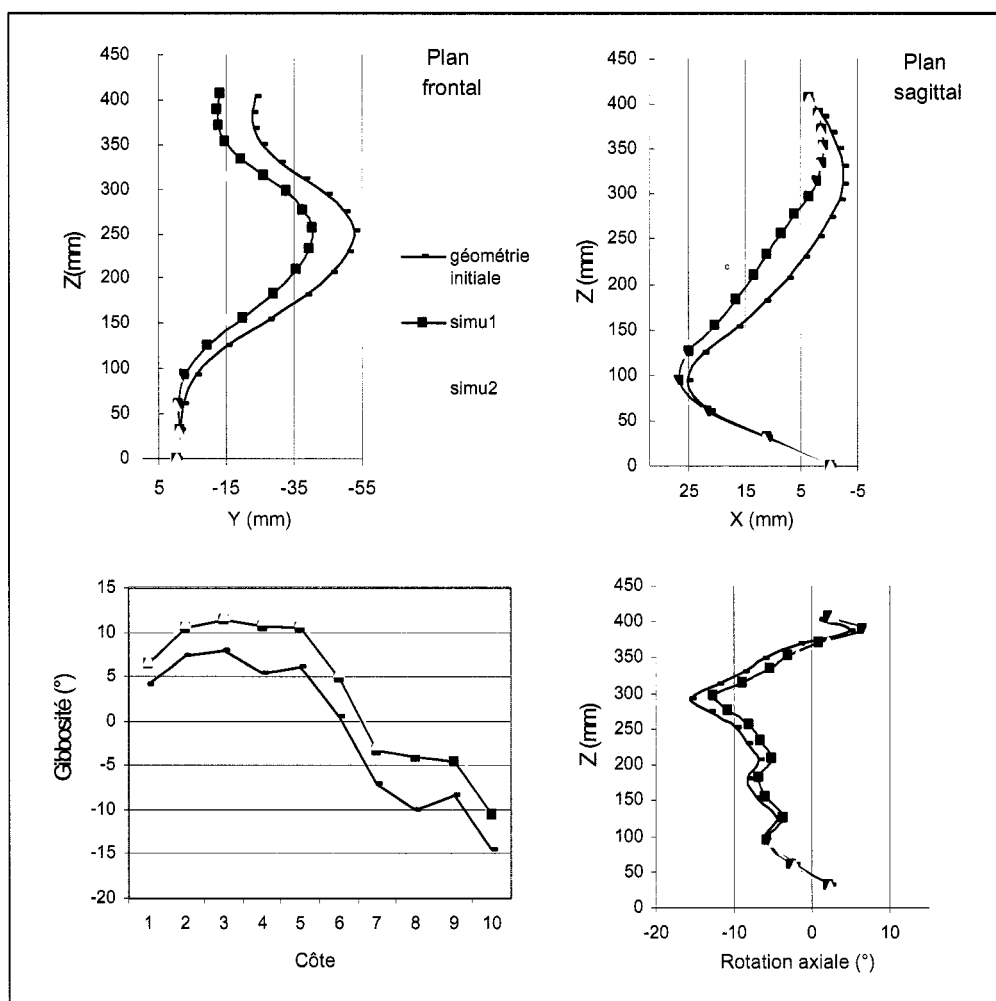 Plan
frontal
450
400
350
300
250
200
150
100
50
0
Z(mm)
5 -15 -35 -55
Y (mm)
géométrie
initiale
simu1
simu2
Plan
sagittal
450
400
350
300
250
200
150
100
50
0
Z (mm)
25 15 5 -5
X (mm)
15
10
5
0
-5
-10
-15
-20
Gibbosité (°)
1 2 3 4 5 6 7 8 9 10
Côte
450
400
350
300
250
200
150
100
50
0
Z (mm)
-20 -10 0 10
Rotation axiale (°)